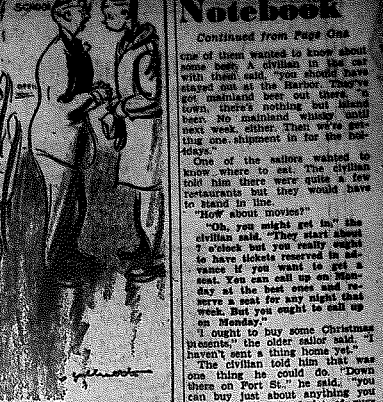 SCHOOL
OPEN
Notebook
Continued from Page One
one of them wanted to know about
some beer. A civilian in the car
with them said, "you should have
stayed out at the Harbor. They've
got mainland beer out there. In
town, there's nothing but island
beer. No mainland whisky until
next week, either. Then we're get-
ting one shipment in for the hol-
idays."
One of the sailors wanted to
know where to eat. The civilian
told him there were quite a few
restaurants but they would have
to stand in line.
"How about movies?"
"Oh, you might get in," the
civilian said. "They start about
7 o'clock but you really ought
to have tickets reserved in ad-
vance if you want to get a
seat. You can call up on Mon-
day at the best ones and re-
serve a seat for any night that
week. But you ought to call up
on Monday."
"I ought to buy some Christmas
presents," the older sailor said. "I
haven't sent a thing home yet."
The civilian told him that was
one thing he could do. "Down
there on Fort St.," he said, "you
can buy just about anything you